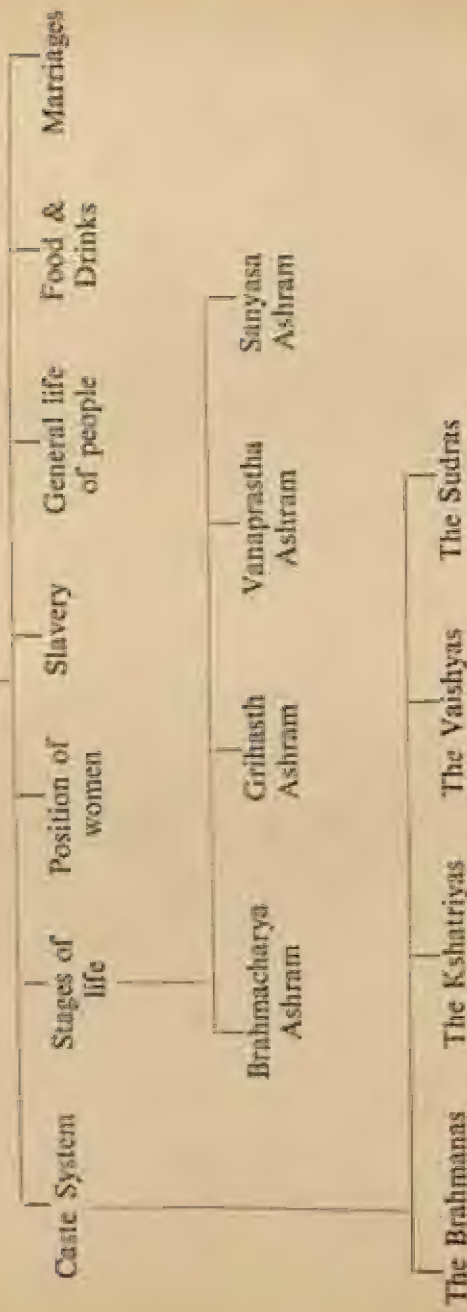 Caste System
Stages of
life
Position of
women
Slavery
General life
of people
Food &
Drinks
Marriages
Brahmacharya
Ashram
Grihasth
Ashram
Vanaprastha
Ashram
Sanyasa
Ashram
The Brahmanas
The Kshatriyas
The Vaishyas
The Sudras